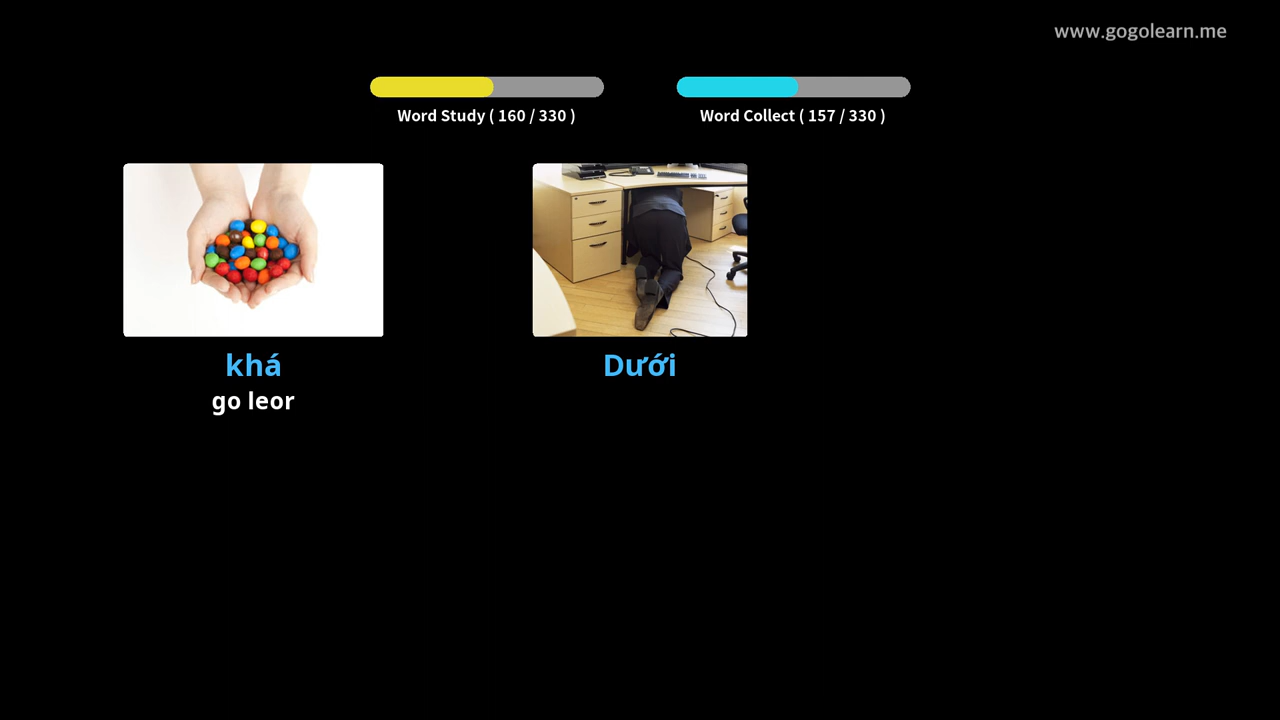 www.gogolearn.me
Word Study ( 160 / 330 )
Word Collect ( 157 / 330 )
khá
go leor
Dưới